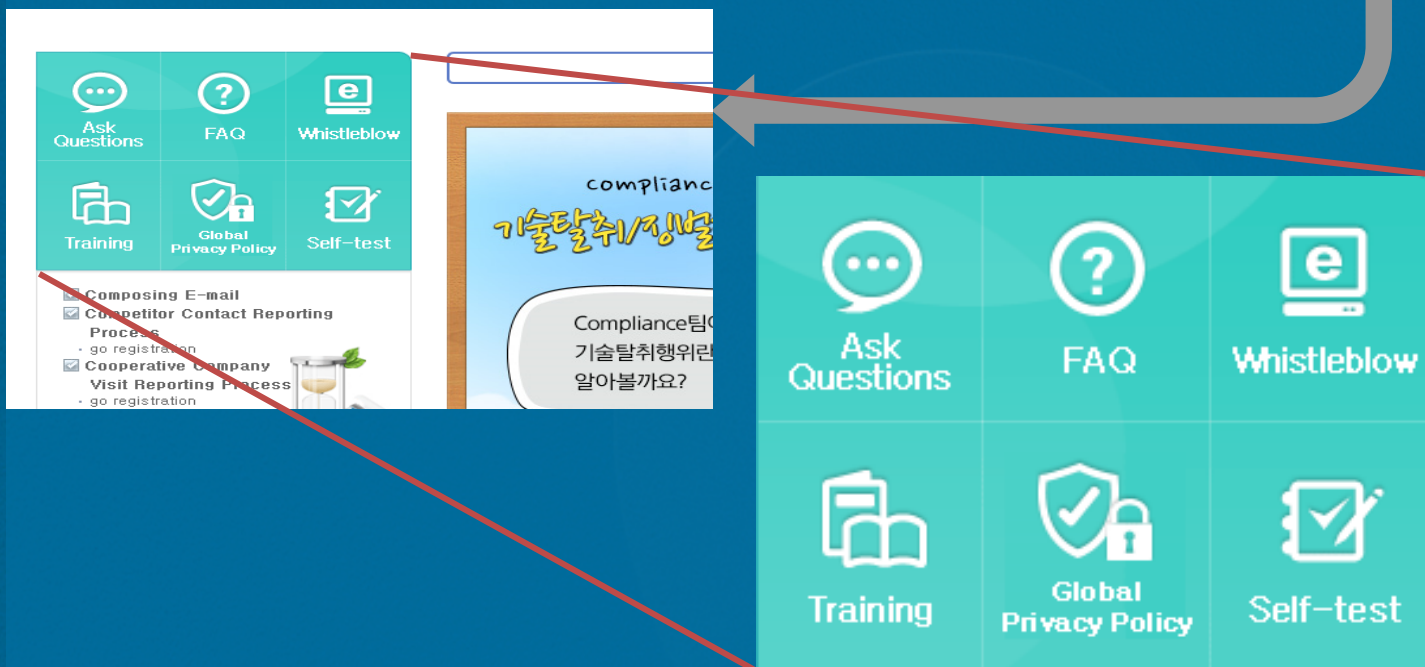 Ask
Questions
FAQ
Whistleblow
Training
Global
Privacy Policy
Self-test
Composing E-mail
Competitor Contact Reporting
Process
· go registration
Cooperative Company
Visit Reporting Process
· go registration
complianc
기술탈취/징벌
Compliance팀이
기술탈취행위란
알아볼까요?
Ask
Questions
FAQ
Whistleblow
Training
Global
Privacy Policy
Self-test